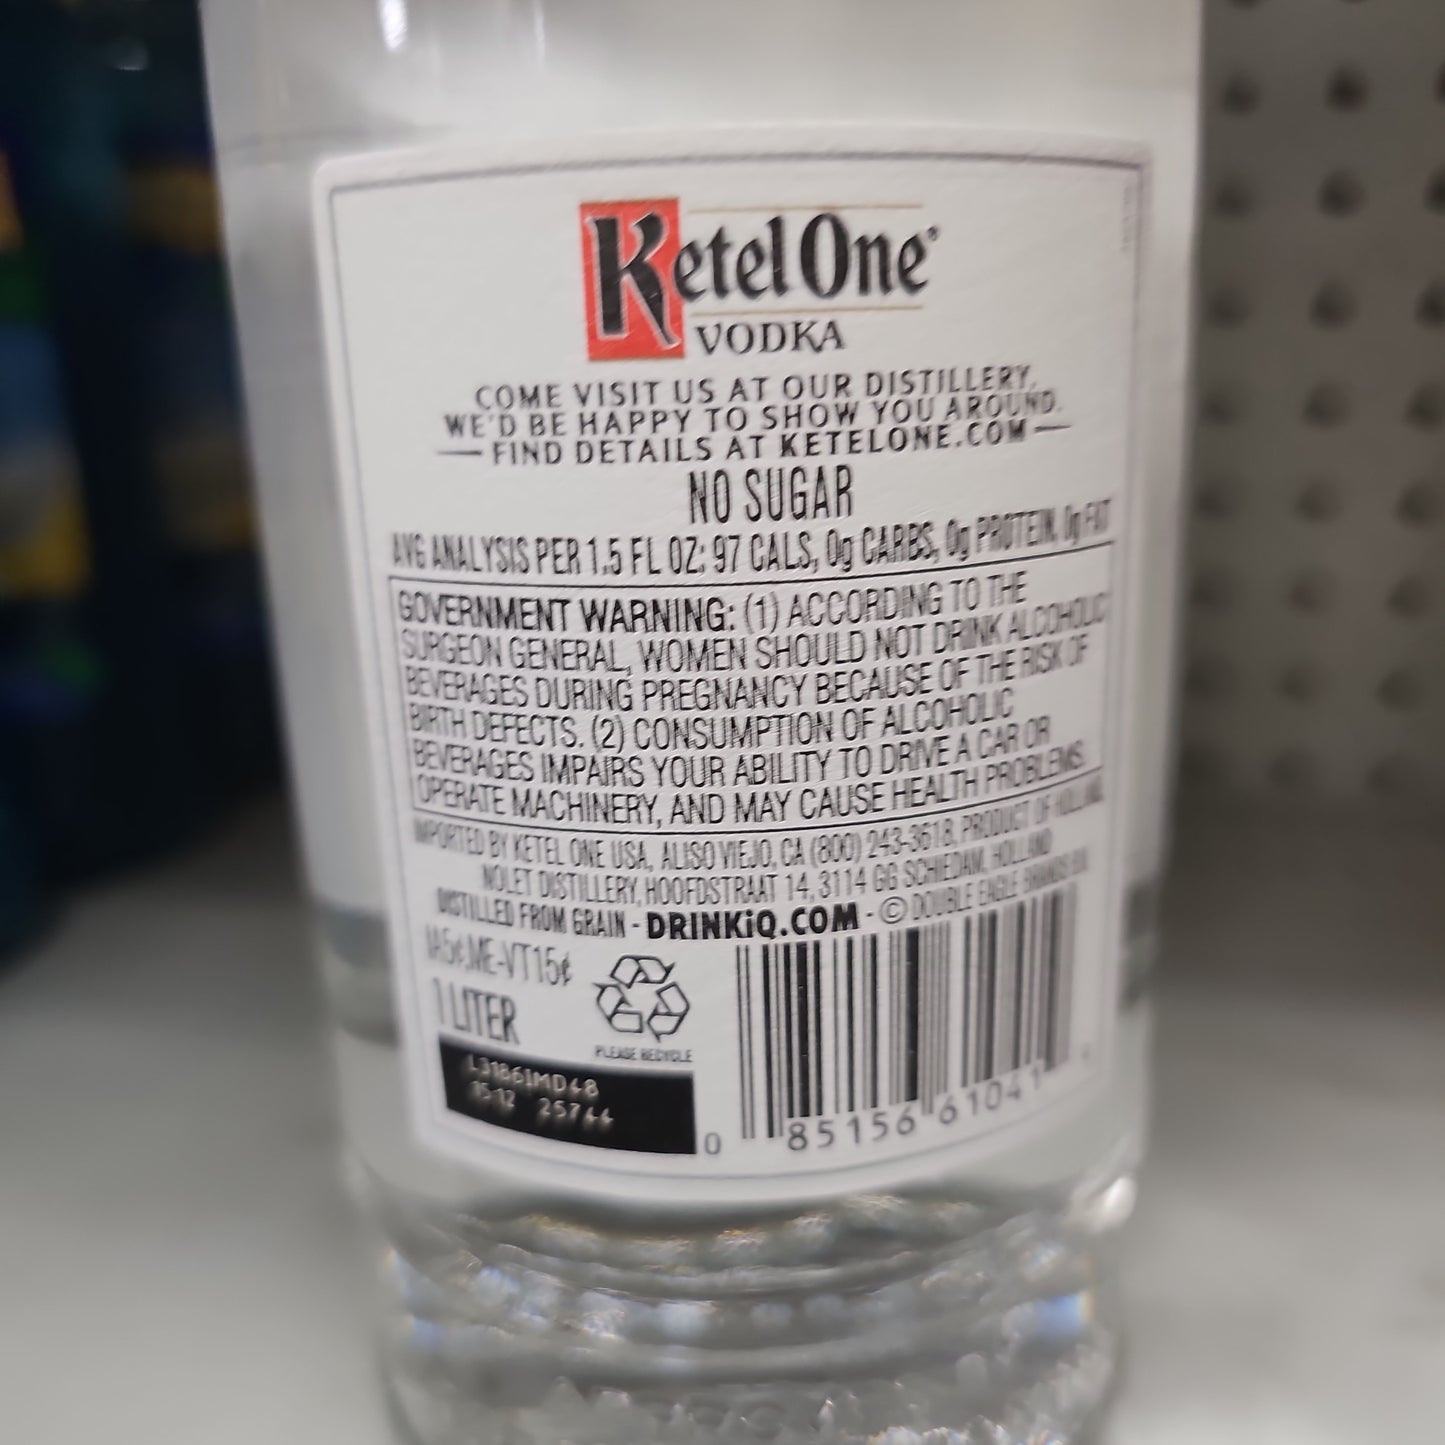 Ketel One®
VODKA
COME VISIT US AT OUR DISTILLERY,
WE'D BE HAPPY TO SHOW YOU AROUND.
FIND DETAILS AT KETELONE.COM
NO SUGAR
AVG ANALYSIS PER 1.5 FL OZ: 97 CALS, 0g CARBS, 0g PROTEIN, 0g FAT
GOVERNMENT WARNING: (1) ACCORDING TO THE
SURGEON GENERAL, WOMEN SHOULD NOT DRINK ALCOHOLIC
BEVERAGES DURING PREGNANCY BECAUSE OF THE RISK OF
BIRTH DEFECTS. (2) CONSUMPTION OF ALCOHOLIC
BEVERAGES IMPAIRS YOUR ABILITY TO DRIVE A CAR OR
OPERATE MACHINERY, AND MAY CAUSE HEALTH PROBLEMS.
IMPORTED BY KETEL ONE USA, ALISO VIEJO, CA (800) 243-3618, PRODUCT OF HOLLAND
NOLET DISTILLERY, HOOFDSTRAAT 14, 3114 GG SCHIEDAM, HOLLAND
DISTILLED FROM GRAIN - DRINKiQ.COM - © DOUBLE EAGLE BRANDS
IA5¢,ME-VT15¢
1 LITER
PLEASE RECYCLE
25744
0 85156 61041